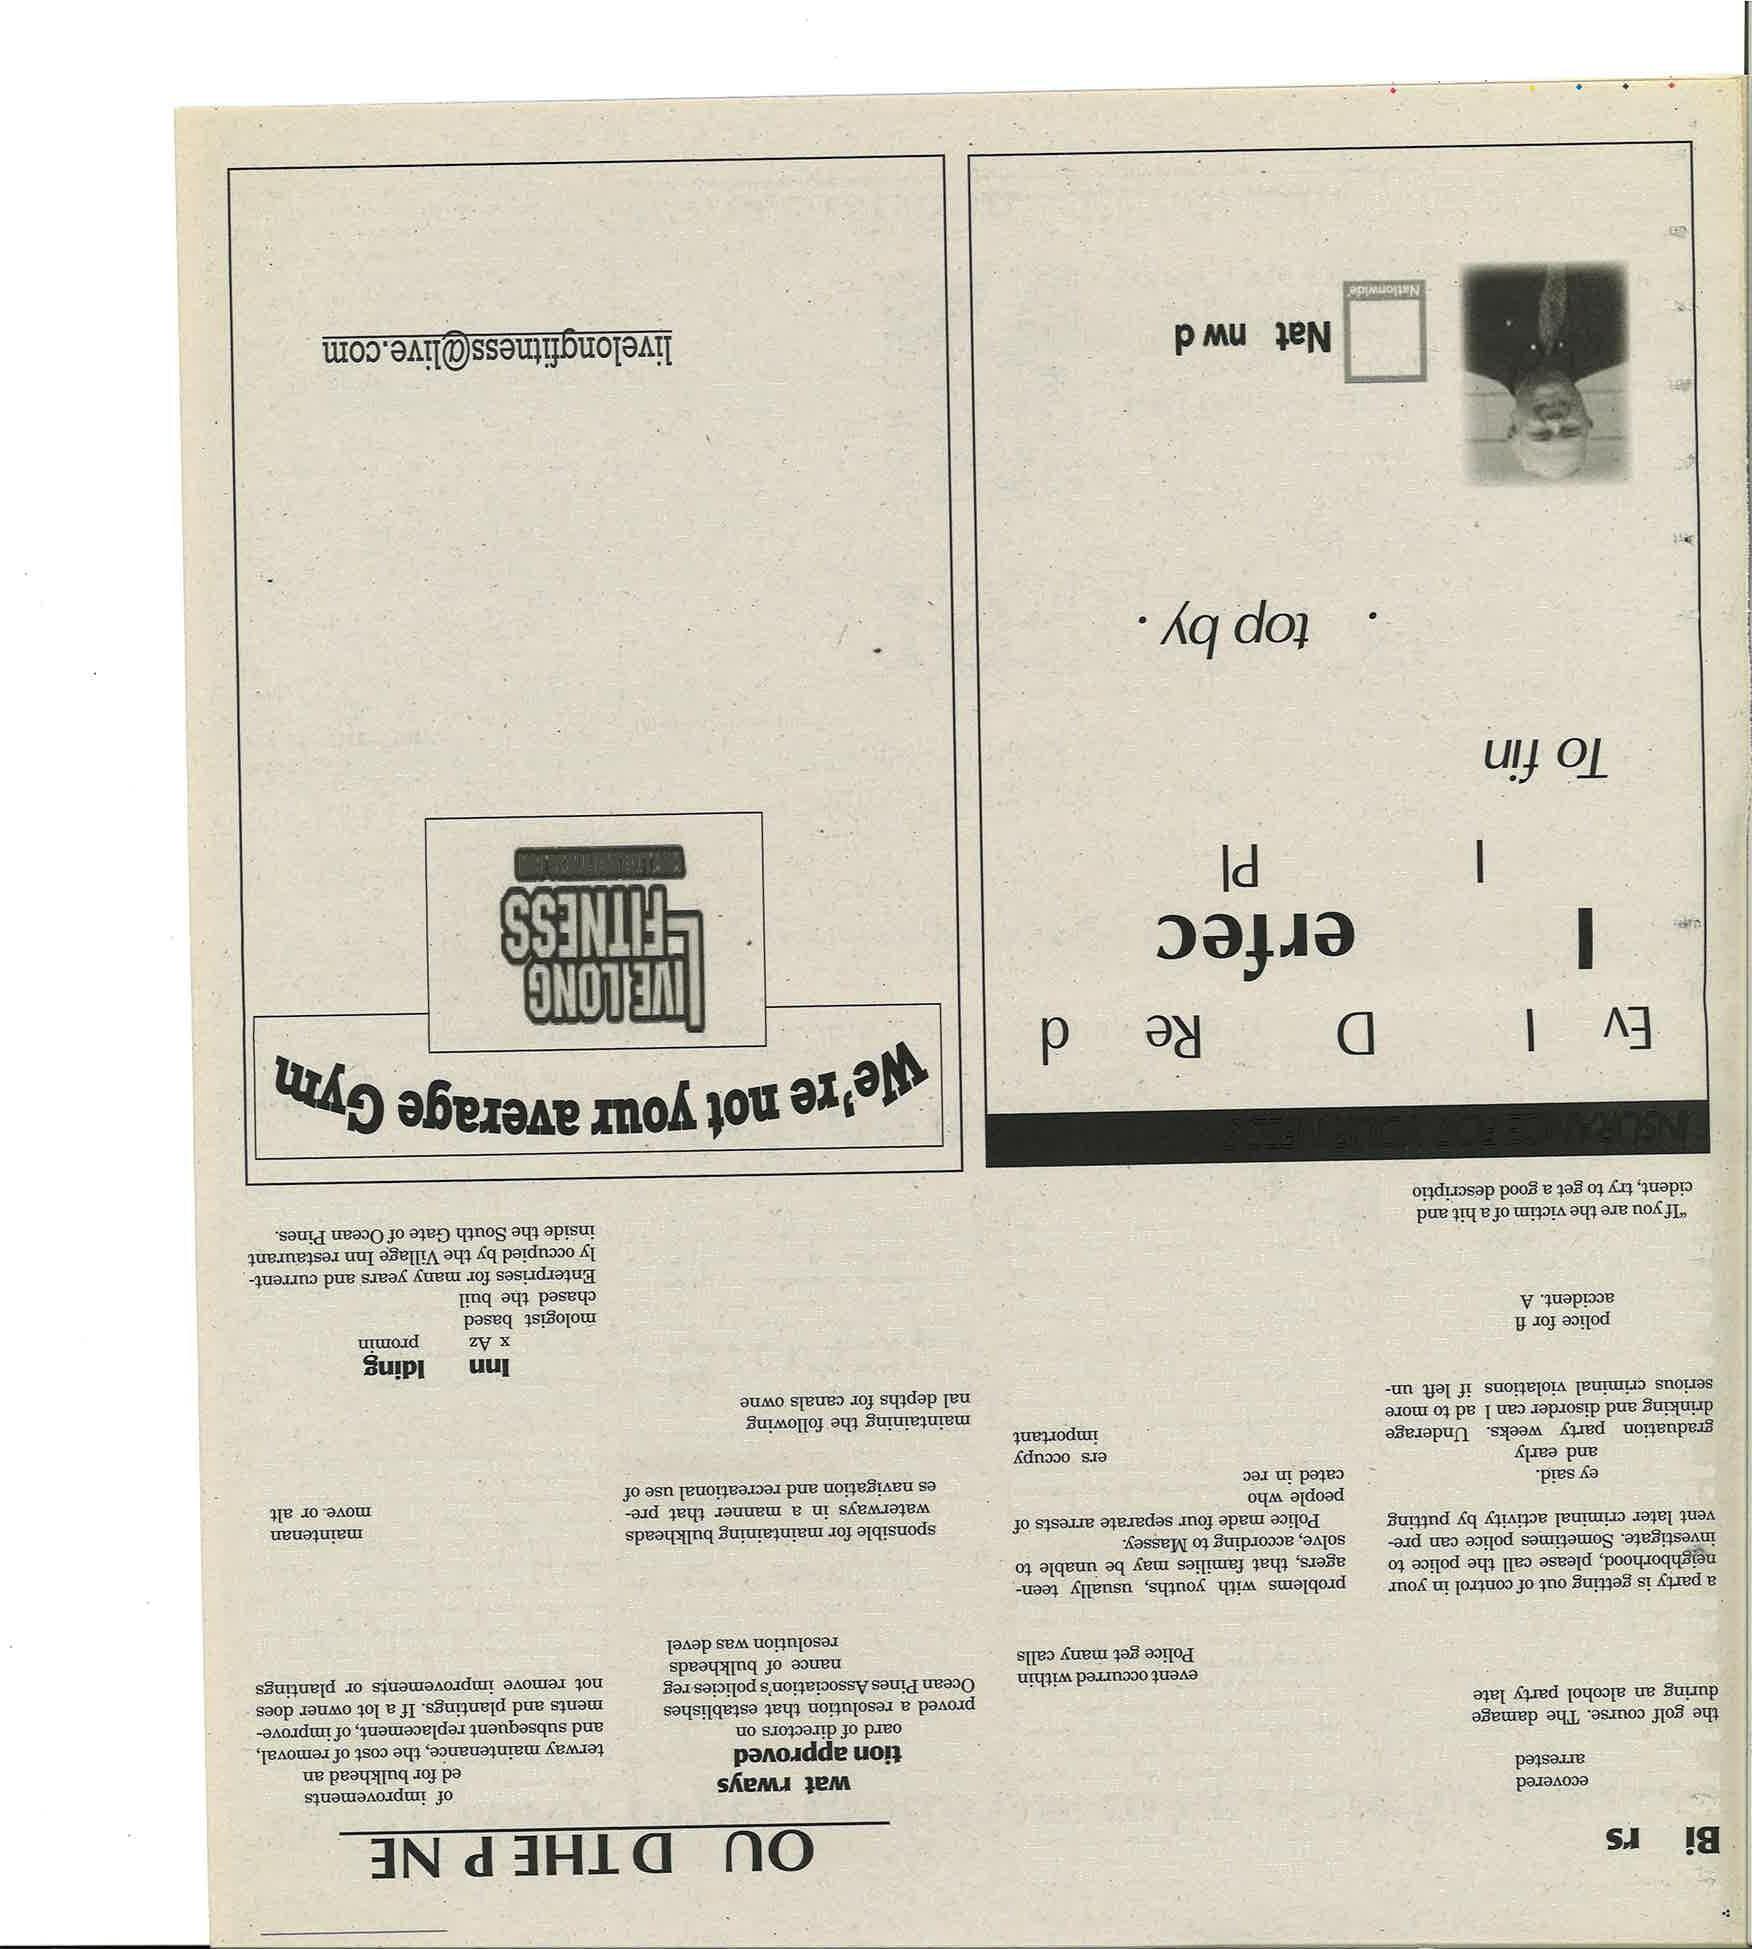 Bi rs
ecovered
arrested
the golf course. The damage
during an alcohol party late
a party is getting out of control in your
neighborhood, please call the police to
investigate. Sometimes police can pre-
vent later criminal activity by putting
ey said.
and early
graduation party weeks. Underage
drinking and disorder can l ad to more
serious criminal violations if left un-
police for fi
accident. A
"If you are the victim of a hit and
cident, try to get a good descriptio
event occurred within
Police get many calls
problems with youths, usually teen-
agers, that families may be unable to
solve, according to Massey.
Police made four separate arrests of
people who
cated in rec
ers occupy
important
OU D THE P NE
wat rways
tion approved
oard of directors on
proved a resolution that establishes
Ocean Pines Association's policies reg
nance of bulkheads
resolution was devel
sponsible for maintaining bulkheads
waterways in a manner that pre-
es navigation and recreational use of
maintaining the following
nal depths for canals owne
of improvements
ed for bulkhead an
terway maintenance, the cost of removal,
and subsequent replacement, of improve-
ments and plantings. If a lot owner does
not remove improvements or plantings
maintenan
move. or alt
Inn lding
x Az promin
mologist based
chased the buil
Enterprises for many years and current-
ly occupied by the Village Inn restaurant
inside the South Gate of Ocean Pines.
INSURANCE FOR YOUR
Ev l D Re d
I erfec
l Pl
To fin
. top by .
Nat nw d
Nationwide
We're not your average Gym
LIVE LONG
FITNESS
livelongfitness@live.com